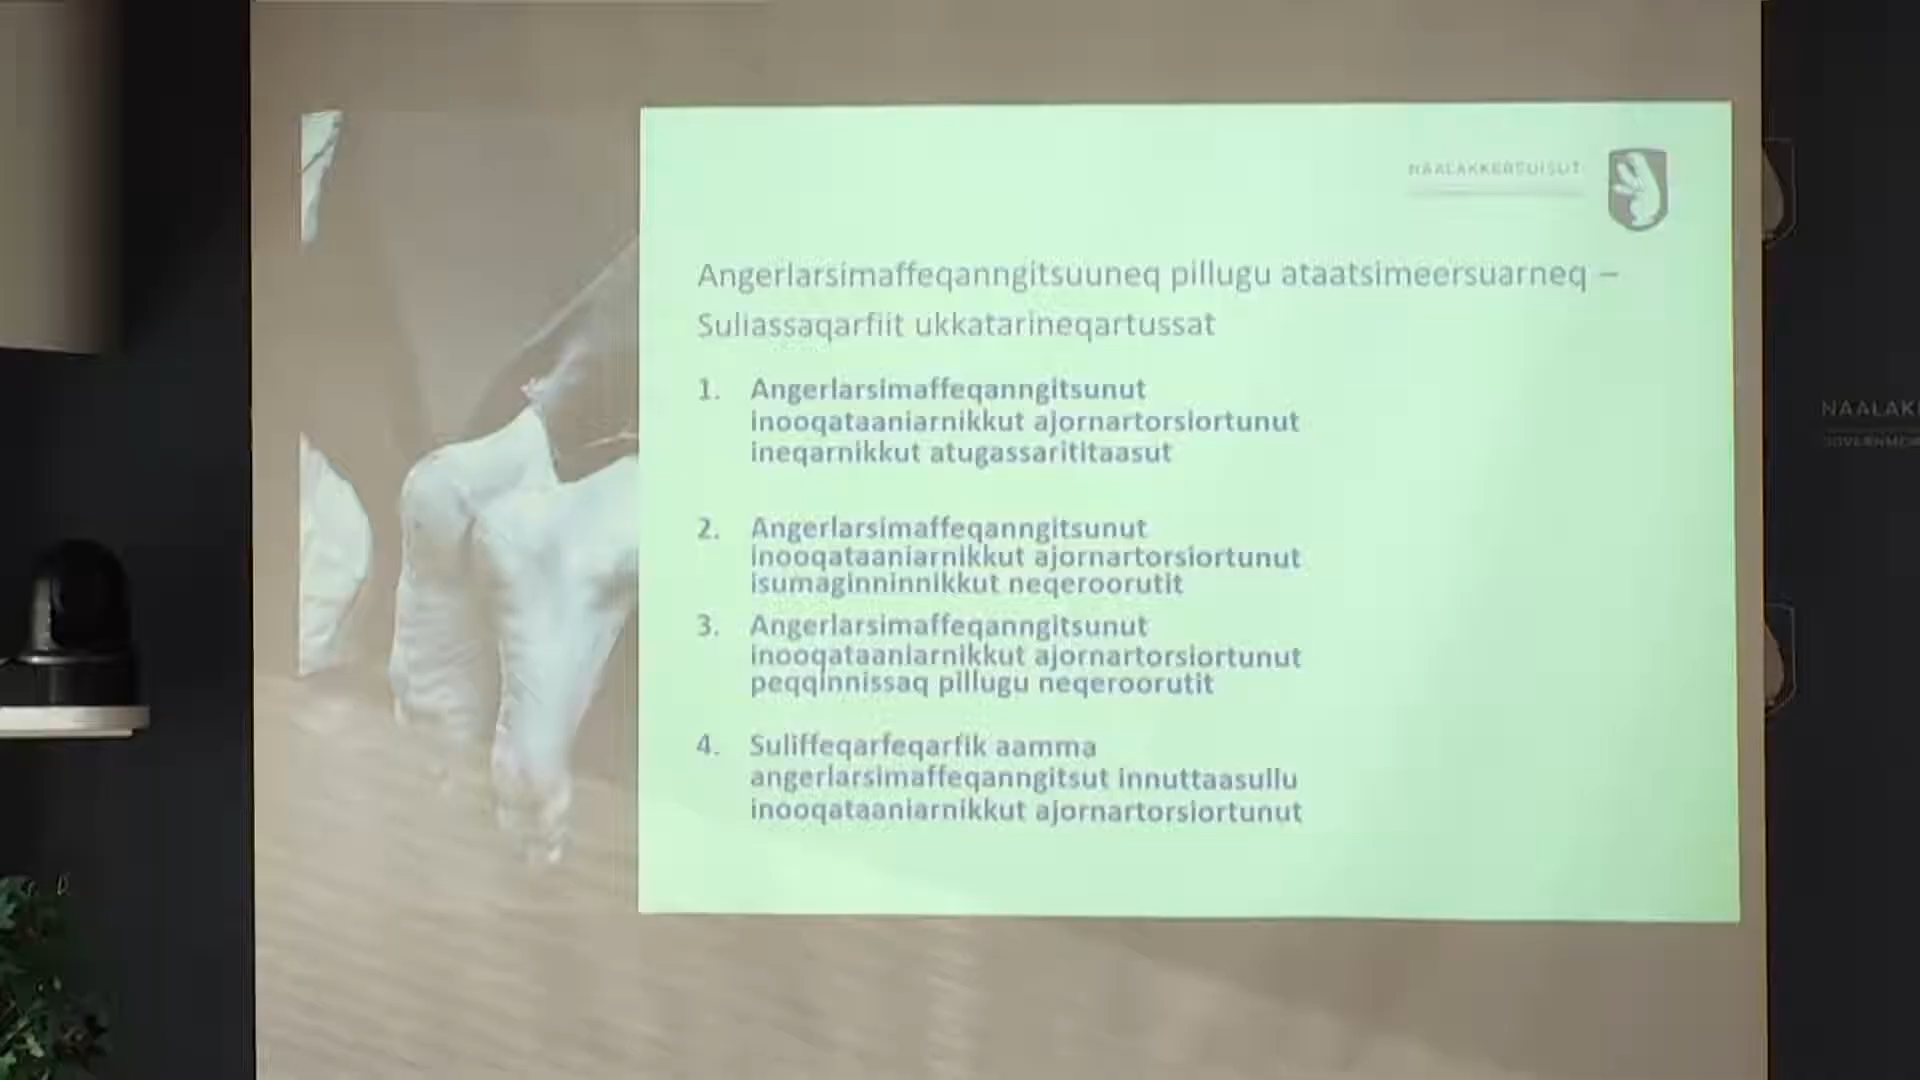 NAALAKKERSUISUT
Angerlarsimaffeqanngitsuuneq pillugu ataatsimeersuarneq –
Suliassaqarfiit ukkatarineqartussat
1. Angerlarsimaffeqanngitsunut
inooqataaniarnikkut ajornartorsiortunut
ineqarnikkut atugassarititaasut
2. Angerlarsimaffeqanngitsunut
inooqataaniarnikkut ajornartorsiortunut
isumaginninnikkut neqeroorutit
3. Angerlarsimaffeqanngitsunut
inooqataaniarnikkut ajornartorsiortunut
peqqinnissaq pillugu neqeroorutit
4. Suliffeqarfeqarfik aamma
angerlarsimaffeqanngitsut innuttaasullu
inooqataaniarnikkut ajornartorsiortunut
NAALAK